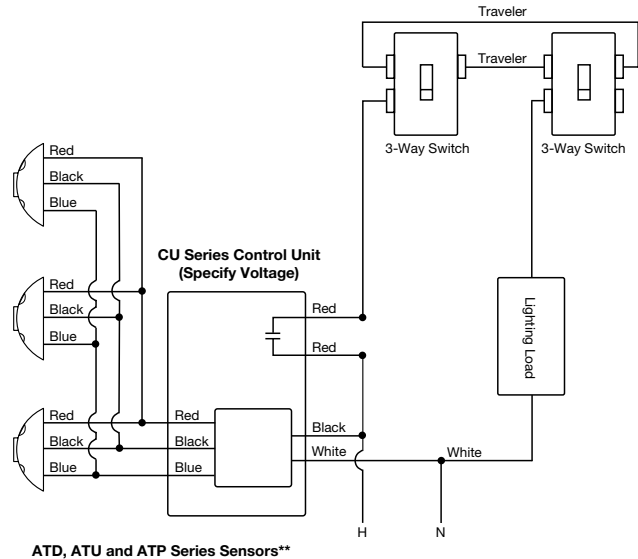 Traveler
Traveler
3-Way Switch
3-Way Switch
Red
Black
Blue
CU Series Control Unit
(Specify Voltage)
Red
Black
Blue
Red
Red
Lighting Load
Red
Black
Blue
Red
Black
Blue
Black
White
White
H
N
ATD, ATU and ATP Series Sensors**